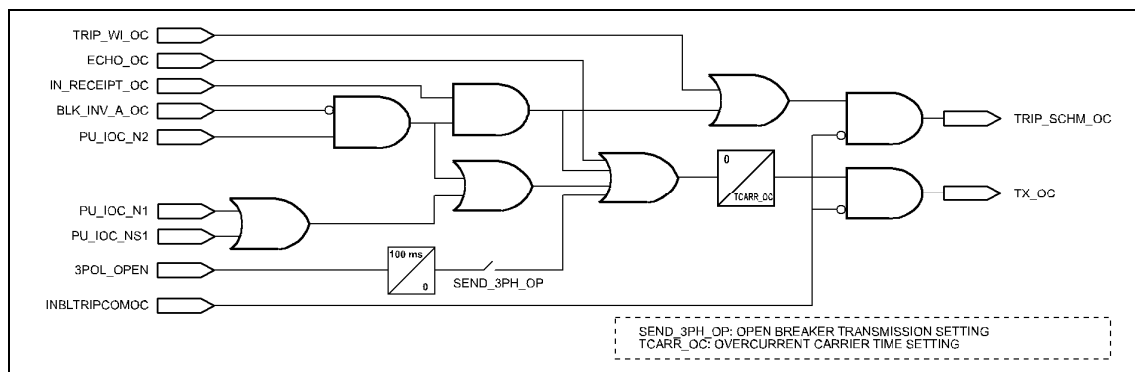 TRIP_WI_OC
ECHO_OC
IN_RECEIPT_OC
BLK_INV_A_OC
PU_IOC_N2
TRIP_SCHM_OC
0
TCARR_OC
TX_OC
PU_IOC_N1
PU_IOC_NS1
3POL_OPEN
100 ms
0
SEND_3PH_OP
INBLTRIPCOMOC
SEND_3PH_OP: OPEN BREAKER TRANSMISSION SETTING
TCARR_OC: OVERCURRENT CARRIER TIME SETTING